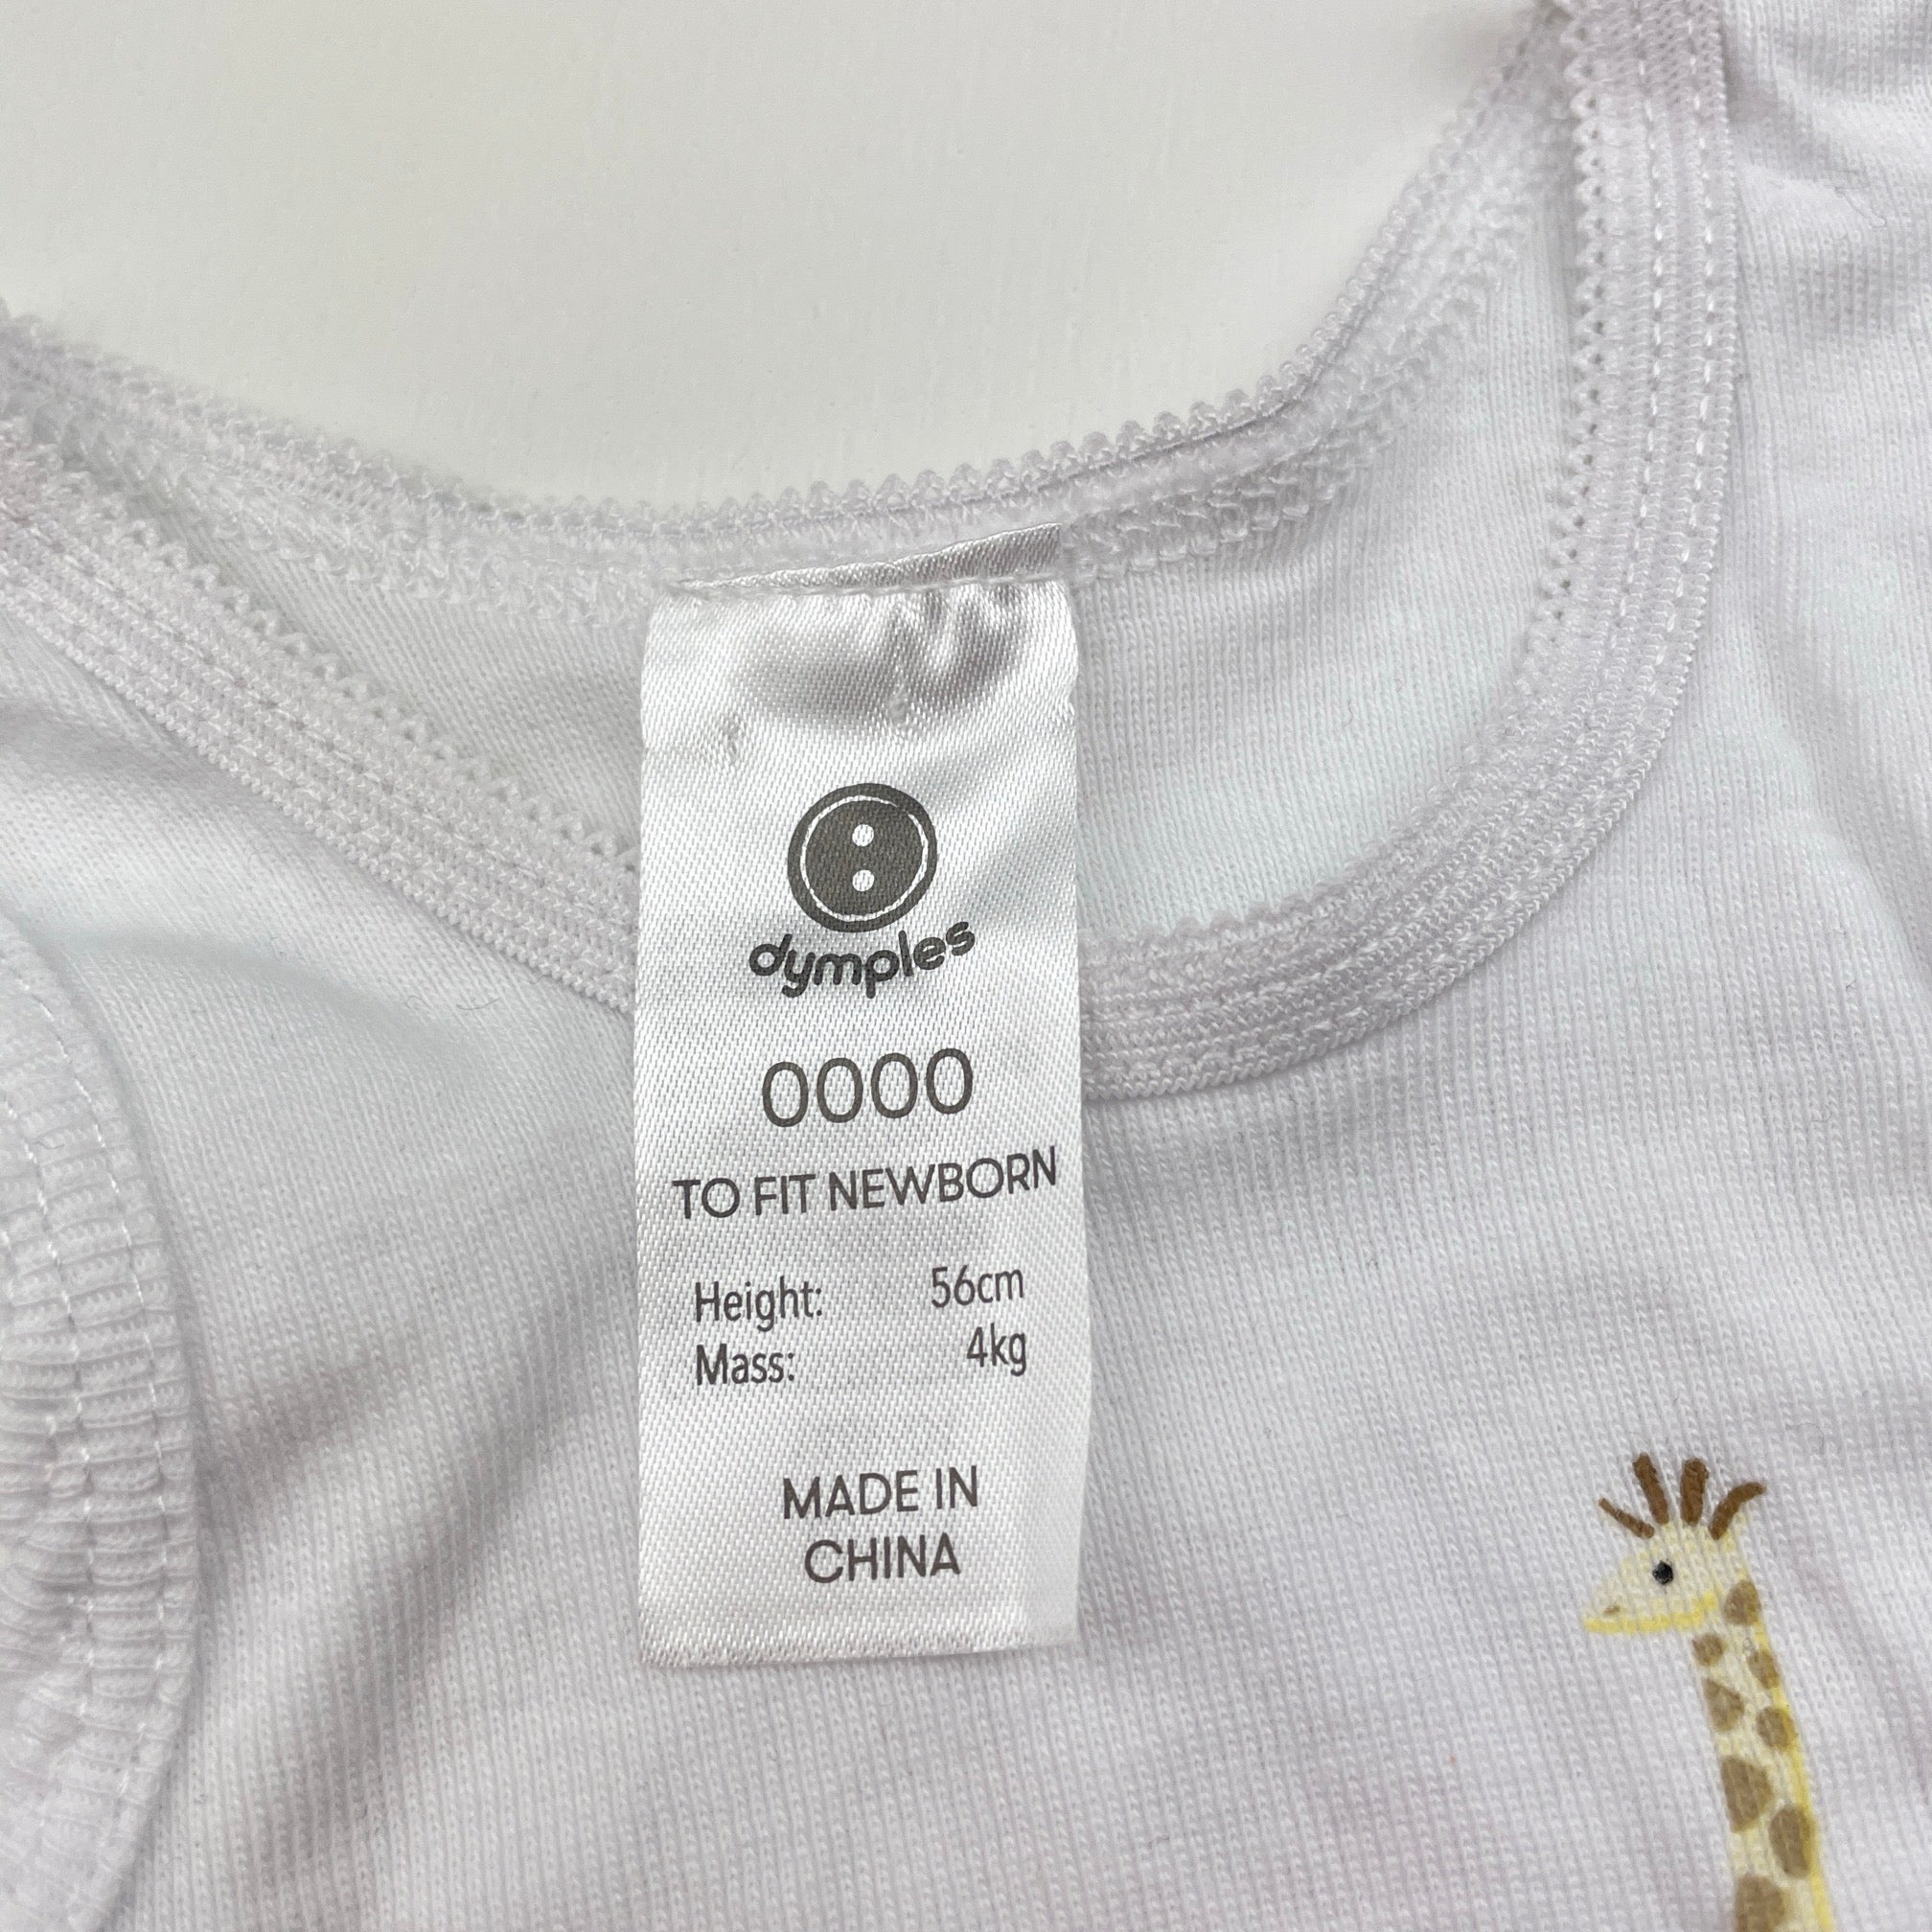 dymples
0000
TO FIT NEWBORN
Height: 56cm
Mass: 4kg
MADE IN
CHINA